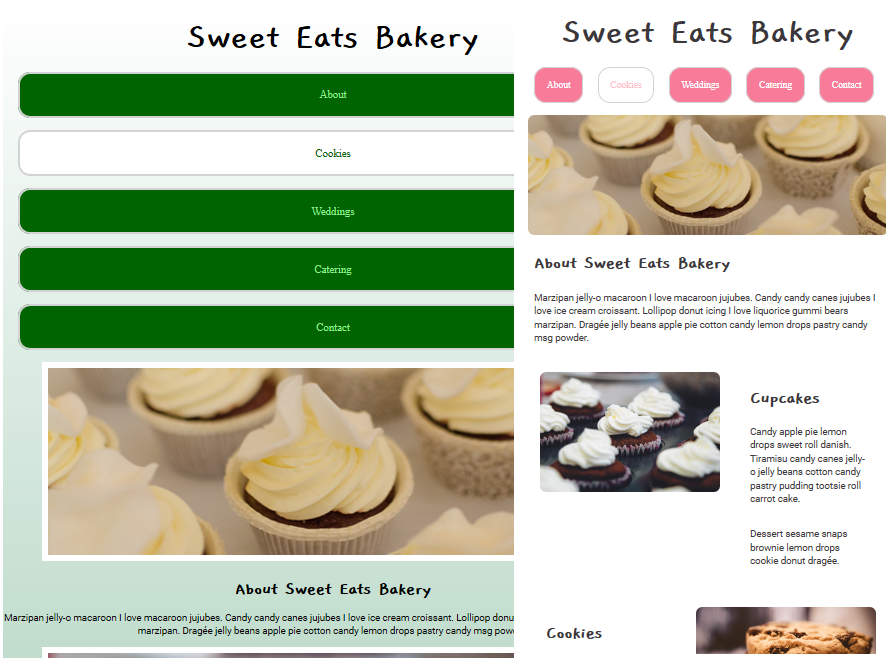 Sweet Eats Bakery
About
Cookies
Weddings
Catering
Contact
About Sweet Eats Bakery
Marzipan jelly-o macaroon I love macaroon jujubes. Candy candy canes jujubes I love ice cream croissant. Lollipop donu
marzipan. Dragée jelly beans apple pie cotton candy lemon drops pastry candy msg pow
Sweet Eats Bakery
About Cookies Weddings Catering Contact
About Sweet Eats Bakery
Marzipan jelly-o macaroon I love macaroon jujubes. Candy candy canes jujubes I
love ice cream croissant. Lollipop donut icing I love liquorice gummi bears
marzipan. Dragée jelly beans apple pie cotton candy lemon drops pastry candy
msg powder.
Cupcakes
Candy apple pie lemon
drops sweet roll danish.
Tiramisu candy canes jelly-
o jelly beans cotton candy
pastry pudding tootsie roll
carrot cake.
Dessert sesame snaps
brownie lemon drops
cookie donut dragée.
Cookies